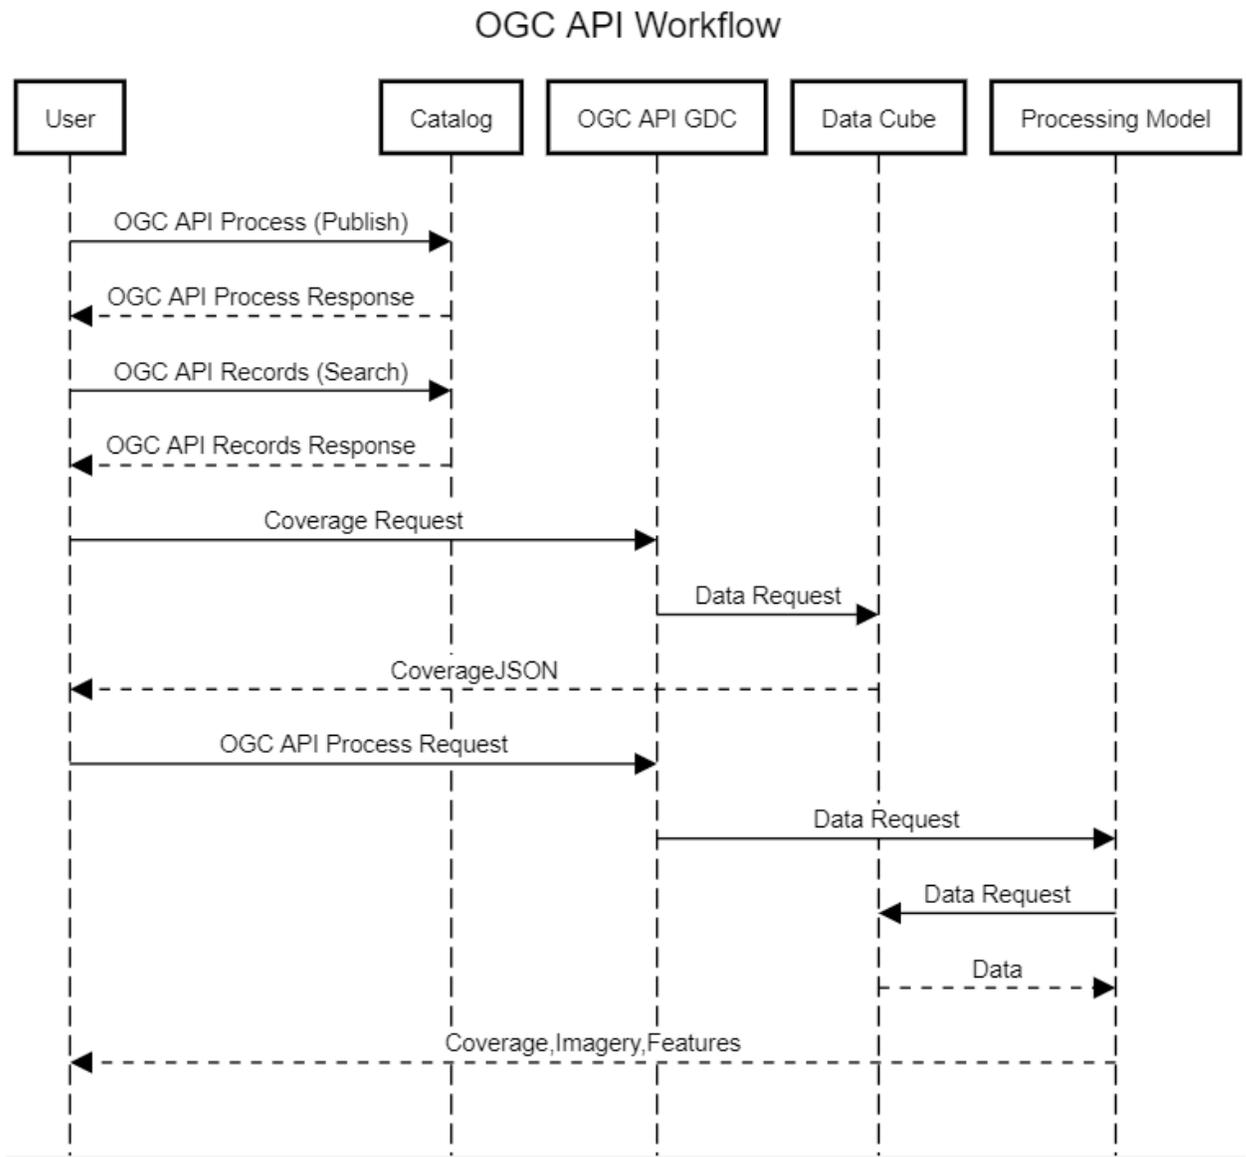 OGC API Workflow
User
Catalog
OGC API GDC
Data Cube
Processing Model
OGC API Process (Publish)
OGC API Process Response
OGC API Records (Search)
OGC API Records Response
Coverage Request
Data Request
CoverageJSON
OGC API Process Request
Data Request
Data Request
Data
Coverage,Imagery,Features